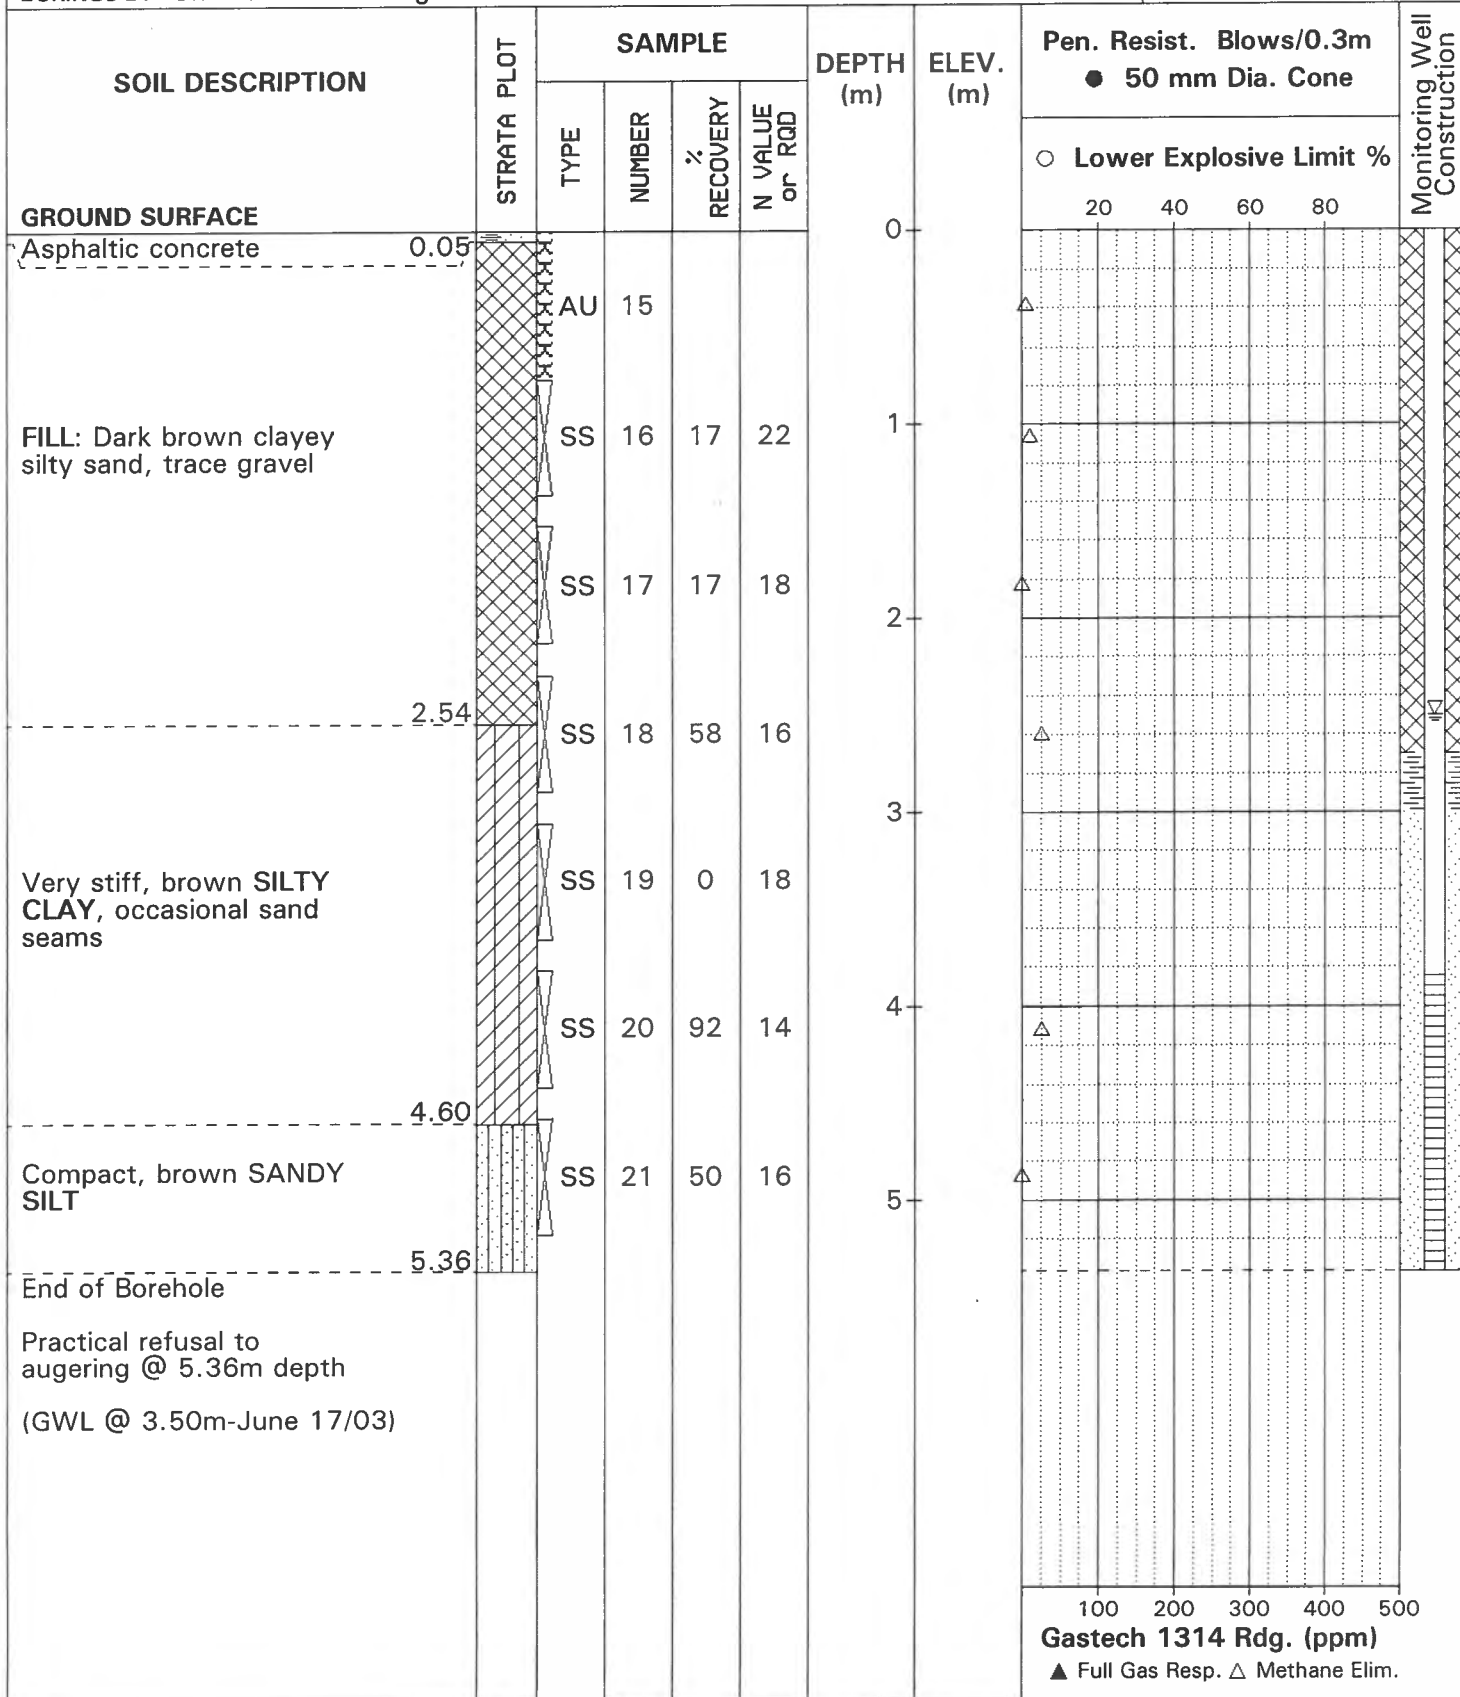 SOIL DESCRIPTION
GROUND SURFACE
STRATA PLOT
SAMPLE
TYPE
NUMBER
%
RECOVERY
N VALUE
or RQD
DEPTH
(m)
ELEV.
(m)
Pen. Resist. Blows/0.3m
● 50 mm Dia. Cone
○ Lower Explosive Limit %
20 40 60 80
Monitoring Well
Construction
0
Asphaltic concrete 0.05
AU 15
1
FILL: Dark brown clayey
silty sand, trace gravel
SS 16 17 22
SS 17 17 18
2
2.54
SS 18 58 16
3
Very stiff, brown SILTY
CLAY, occasional sand
seams
SS 19 0 18
4
SS 20 92 14
4.60
Compact, brown SANDY
SILT
SS 21 50 16
5
5.36
End of Borehole
Practical refusal to
augering @ 5.36m depth
(GWL @ 3.50m-June 17/03)
100 200 300 400 500
Gastech 1314 Rdg. (ppm)
▲ Full Gas Resp. △ Methane Elim.